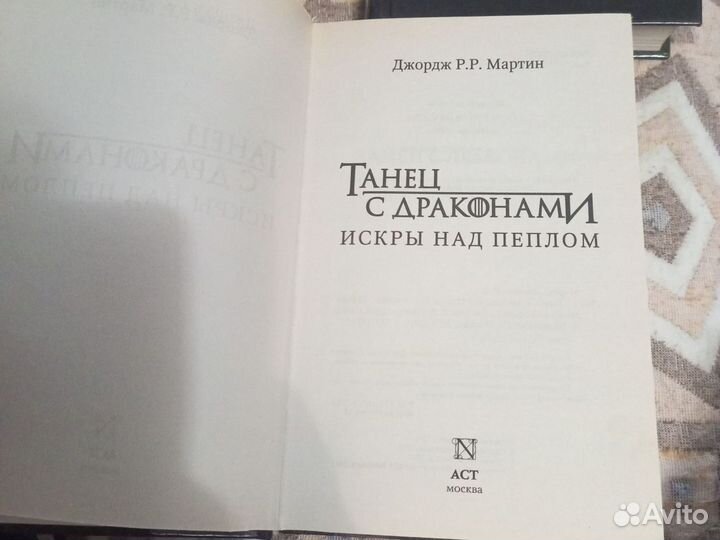 Джордж Р.Р. Мартин
ТАНЕЦ
С ДРАКОНАМИ
ИСКРЫ НАД ПЕПЛОМ
АСТ
москва
Avito